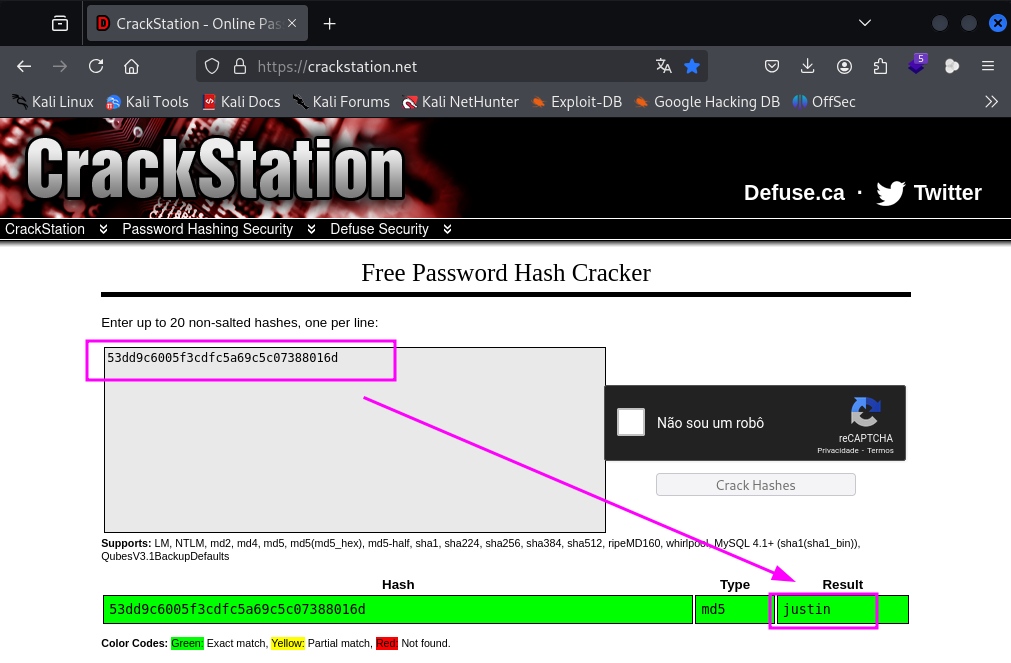 CrackStation - Online Pas
https://crackstation.net
5
Kali Linux Kali Tools Kali Docs Kali Forums Kali NetHunter Exploit-DB Google Hacking DB OffSec
CrackStation
Defuse.ca · Twitter
CrackStation Password Hashing Security Defuse Security
Free Password Hash Cracker
Enter up to 20 non-salted hashes, one per line:
53dd9c6005f3cdfc5a69c5c07388016d
Não sou um robô
reCAPTCHA
Privacidade - Termos
Crack Hashes
Supports: LM, NTLM, md2, md4, md5, md5(md5_hex), md5-half, sha1, sha224, sha256, sha384, sha512, ripeMD160, whirlpool, MySQL 4.1+ (sha1(sha1_bin)),
QubesV3.1BackupDefaults
Hash Type Result
53dd9c6005f3cdfc5a69c5c07388016d md5 justin
Color Codes: Green: Exact match, Yellow: Partial match, Red: Not found.